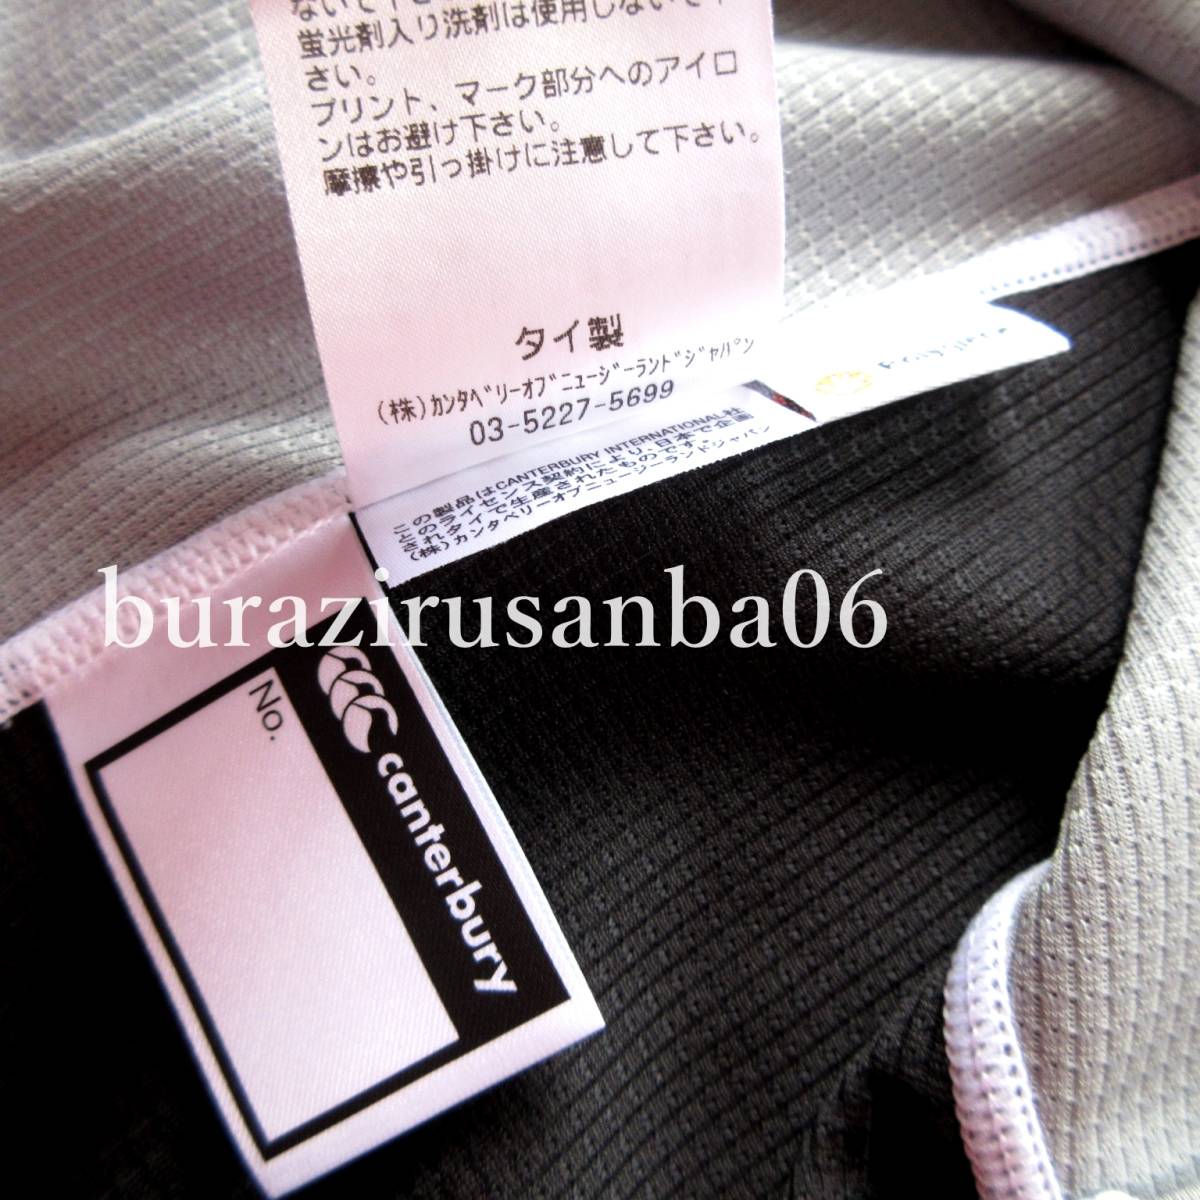 ないで下さい。
蛍光剤入り洗剤は使用しないで下
さい。
プリント、マーク部分へのアイロ
ンはお避け下さい。
摩擦や引っ掛けに注意して下さい。
タイ製
(株)ｶﾝﾀﾍﾞﾘｰｵﾌﾞﾆｭｰｼﾞｰﾗﾝﾄﾞｼﾞｬﾊﾟﾝ
03-5227-5699
この製品はCANTERBURY INTERNATIONAL社
とのライセンス契約により、日本で企画
されタイで生産されたものです。
(株)カンタベリーオブニュージーランドジャパン
burazirusanba06
No.
canterbury